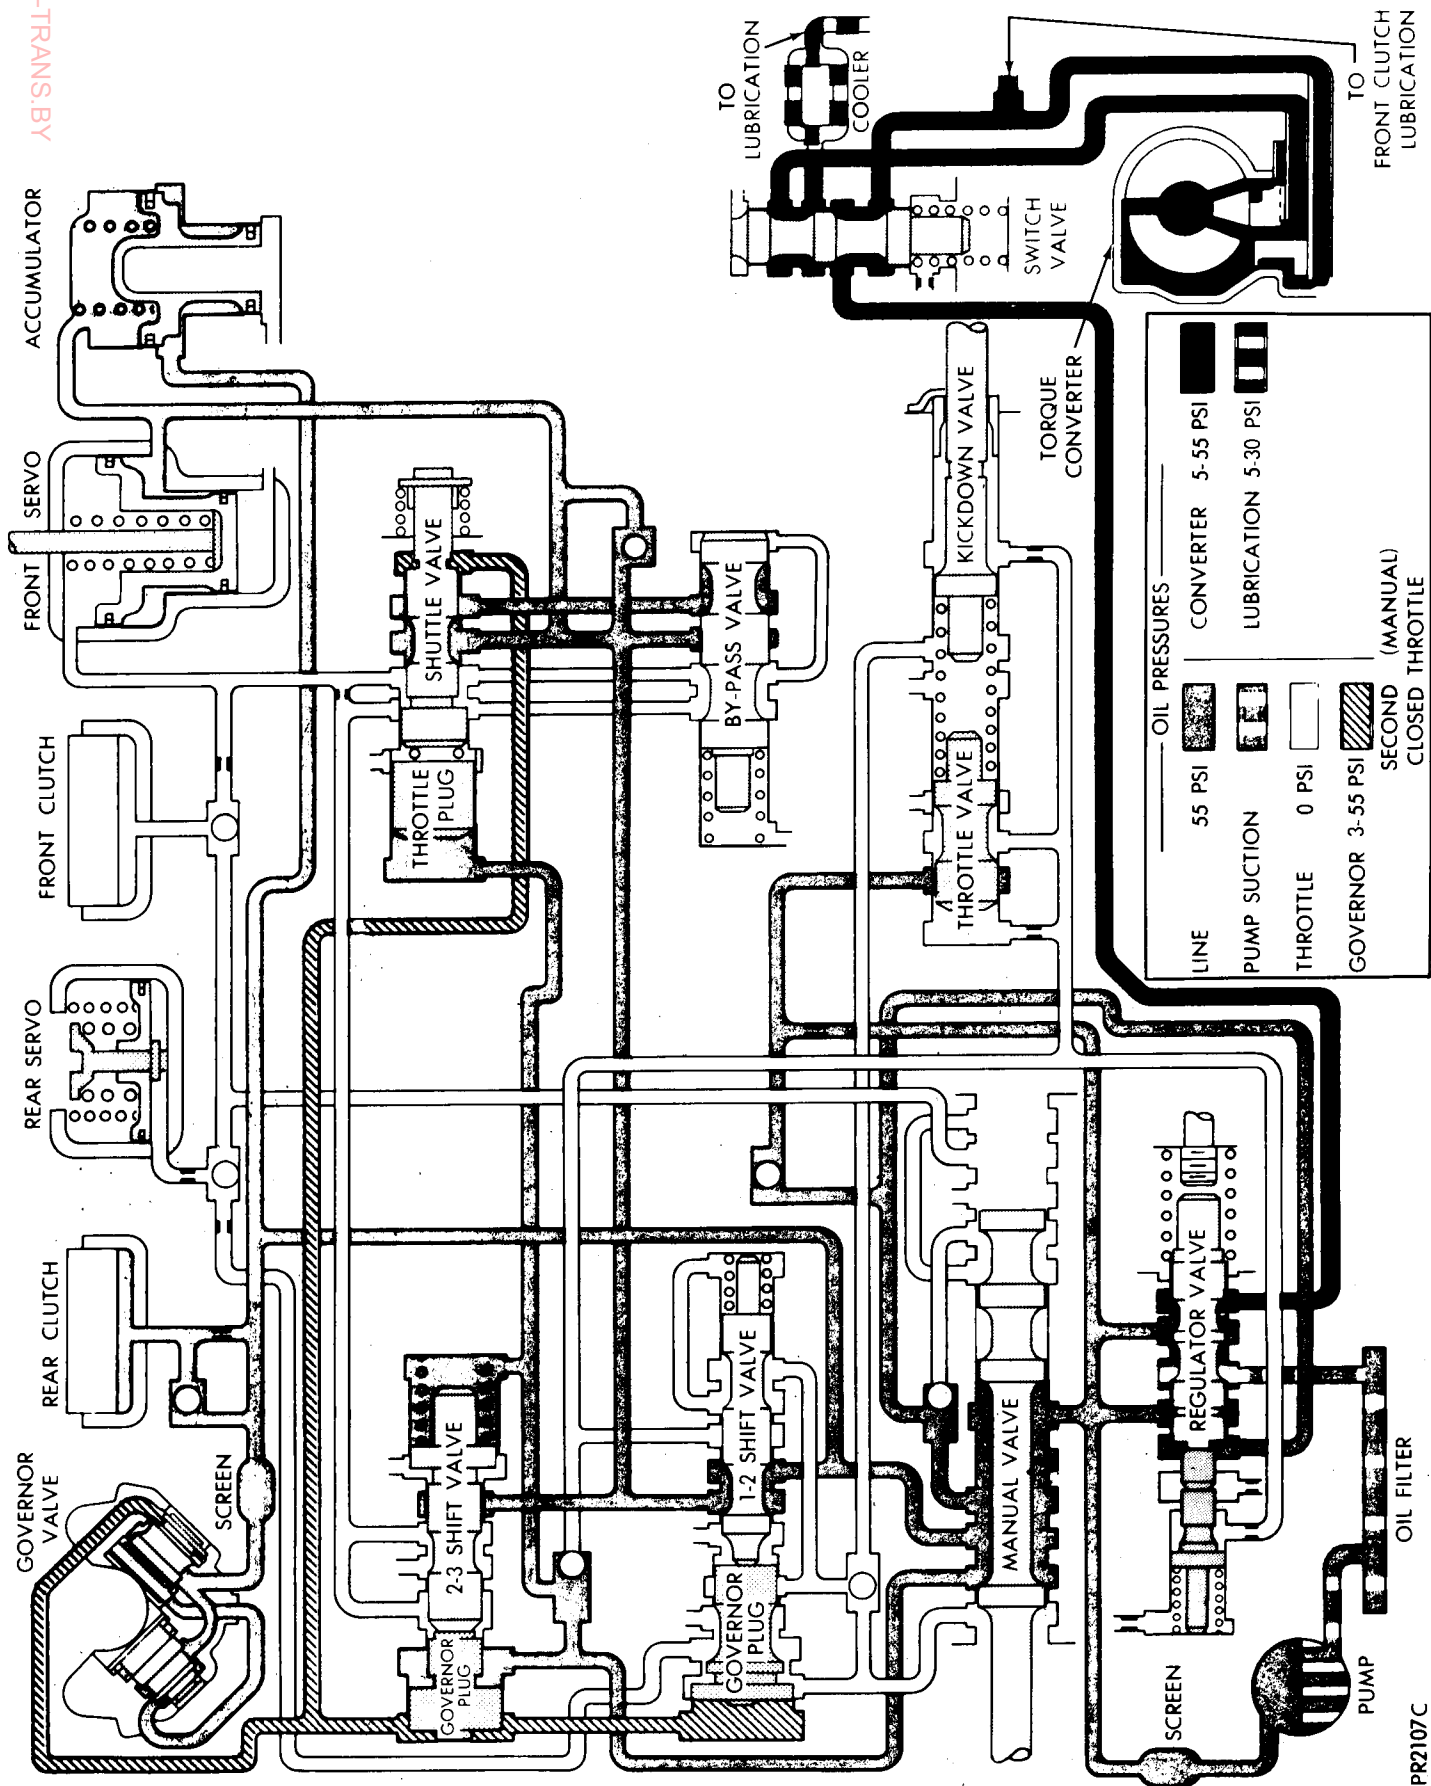 GOVERNOR
VALVE
REAR CLUTCH
REAR SERVO
FRONT CLUTCH
FRONT SERVO
ACCUMULATOR
-TRANS.BY
SCREEN
2-3 SHIFT VALVE
GOVERNOR
PLUG
THROTTLE
PLUG
SHUTTLE VALVE
1-2 SHIFT VALVE
GOVERNOR
PLUG
BY-PASS VALVE
TO
LUBRICATION
COOLER
SWITCH
VALVE
MANUAL VALVE
THROTTLE VALVE
KICKDOWN VALVE
TORQUE
CONVERTER
TO
FRONT CLUTCH
LUBRICATION
REGULATOR VALVE
SCREEN
PUMP
OIL FILTER
OIL PRESSURES
LINE 55 PSI
PUMP SUCTION
THROTTLE 0 PSI
GOVERNOR 3-55 PSI
CONVERTER 5-55 PSI
LUBRICATION 5-30 PSI
SECOND (MANUAL)
CLOSED THROTTLE
PR2107C